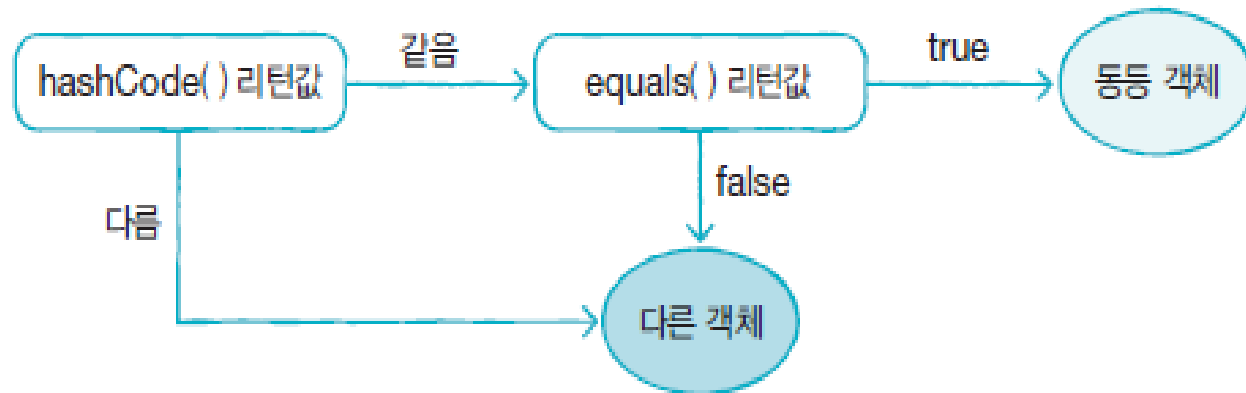 hashCode( ) 리턴값
같음
equals( ) 리턴값
true
동등 객체
다름
false
다른 객체